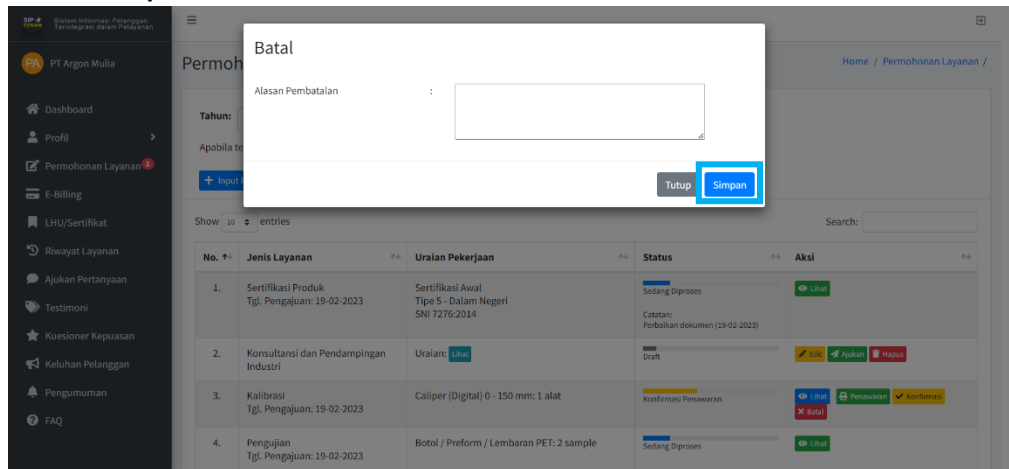 SIP
TERIAN
Sistem Informasi Pelanggan
Terintegrasi dalam Pelayanan
PA PT Argon Mulia
Dashboard
Profil
Permohonan Layanan 1
E-Billing
LHU/Sertifikat
Riwayat Layanan
Ajukan Pertanyaan
Testimoni
Kuesioner Kepuasan
Keluhan Pelanggan
Pengumuman
FAQ
Permoh
Home / Permohonan Layanan /
Batal
Alasan Pembatalan :
Tutup Simpan
Tahun:
Apabila te
+ Input
Show 10 entries
Search:
No. Jenis Layanan Uraian Pekerjaan Status Aksi
1. Sertifikasi Produk
Tgl. Pengajuan: 19-02-2023
Sertifikasi Awal
Tipe 5 - Dalam Negeri
SNI 7276:2014
Sedang Diproses
Catatan:
Perbaikan dokumen (19-02-2023)
Lihat
2. Konsultansi dan Pendampingan
Industri
Uraian: Lihat
Draft
Edit Ajukan Hapus
3. Kalibrasi
Tgl. Pengajuan: 19-02-2023
Caliper (Digital) 0 - 150 mm: 1 alat
Konfirmasi Penawaran
Lihat Penawaran Konfirmasi
Batal
4. Pengujian
Tgl. Pengajuan: 19-02-2023
Botol / Preform / Lembaran PET: 2 sample
Sedang Diproses
Lihat